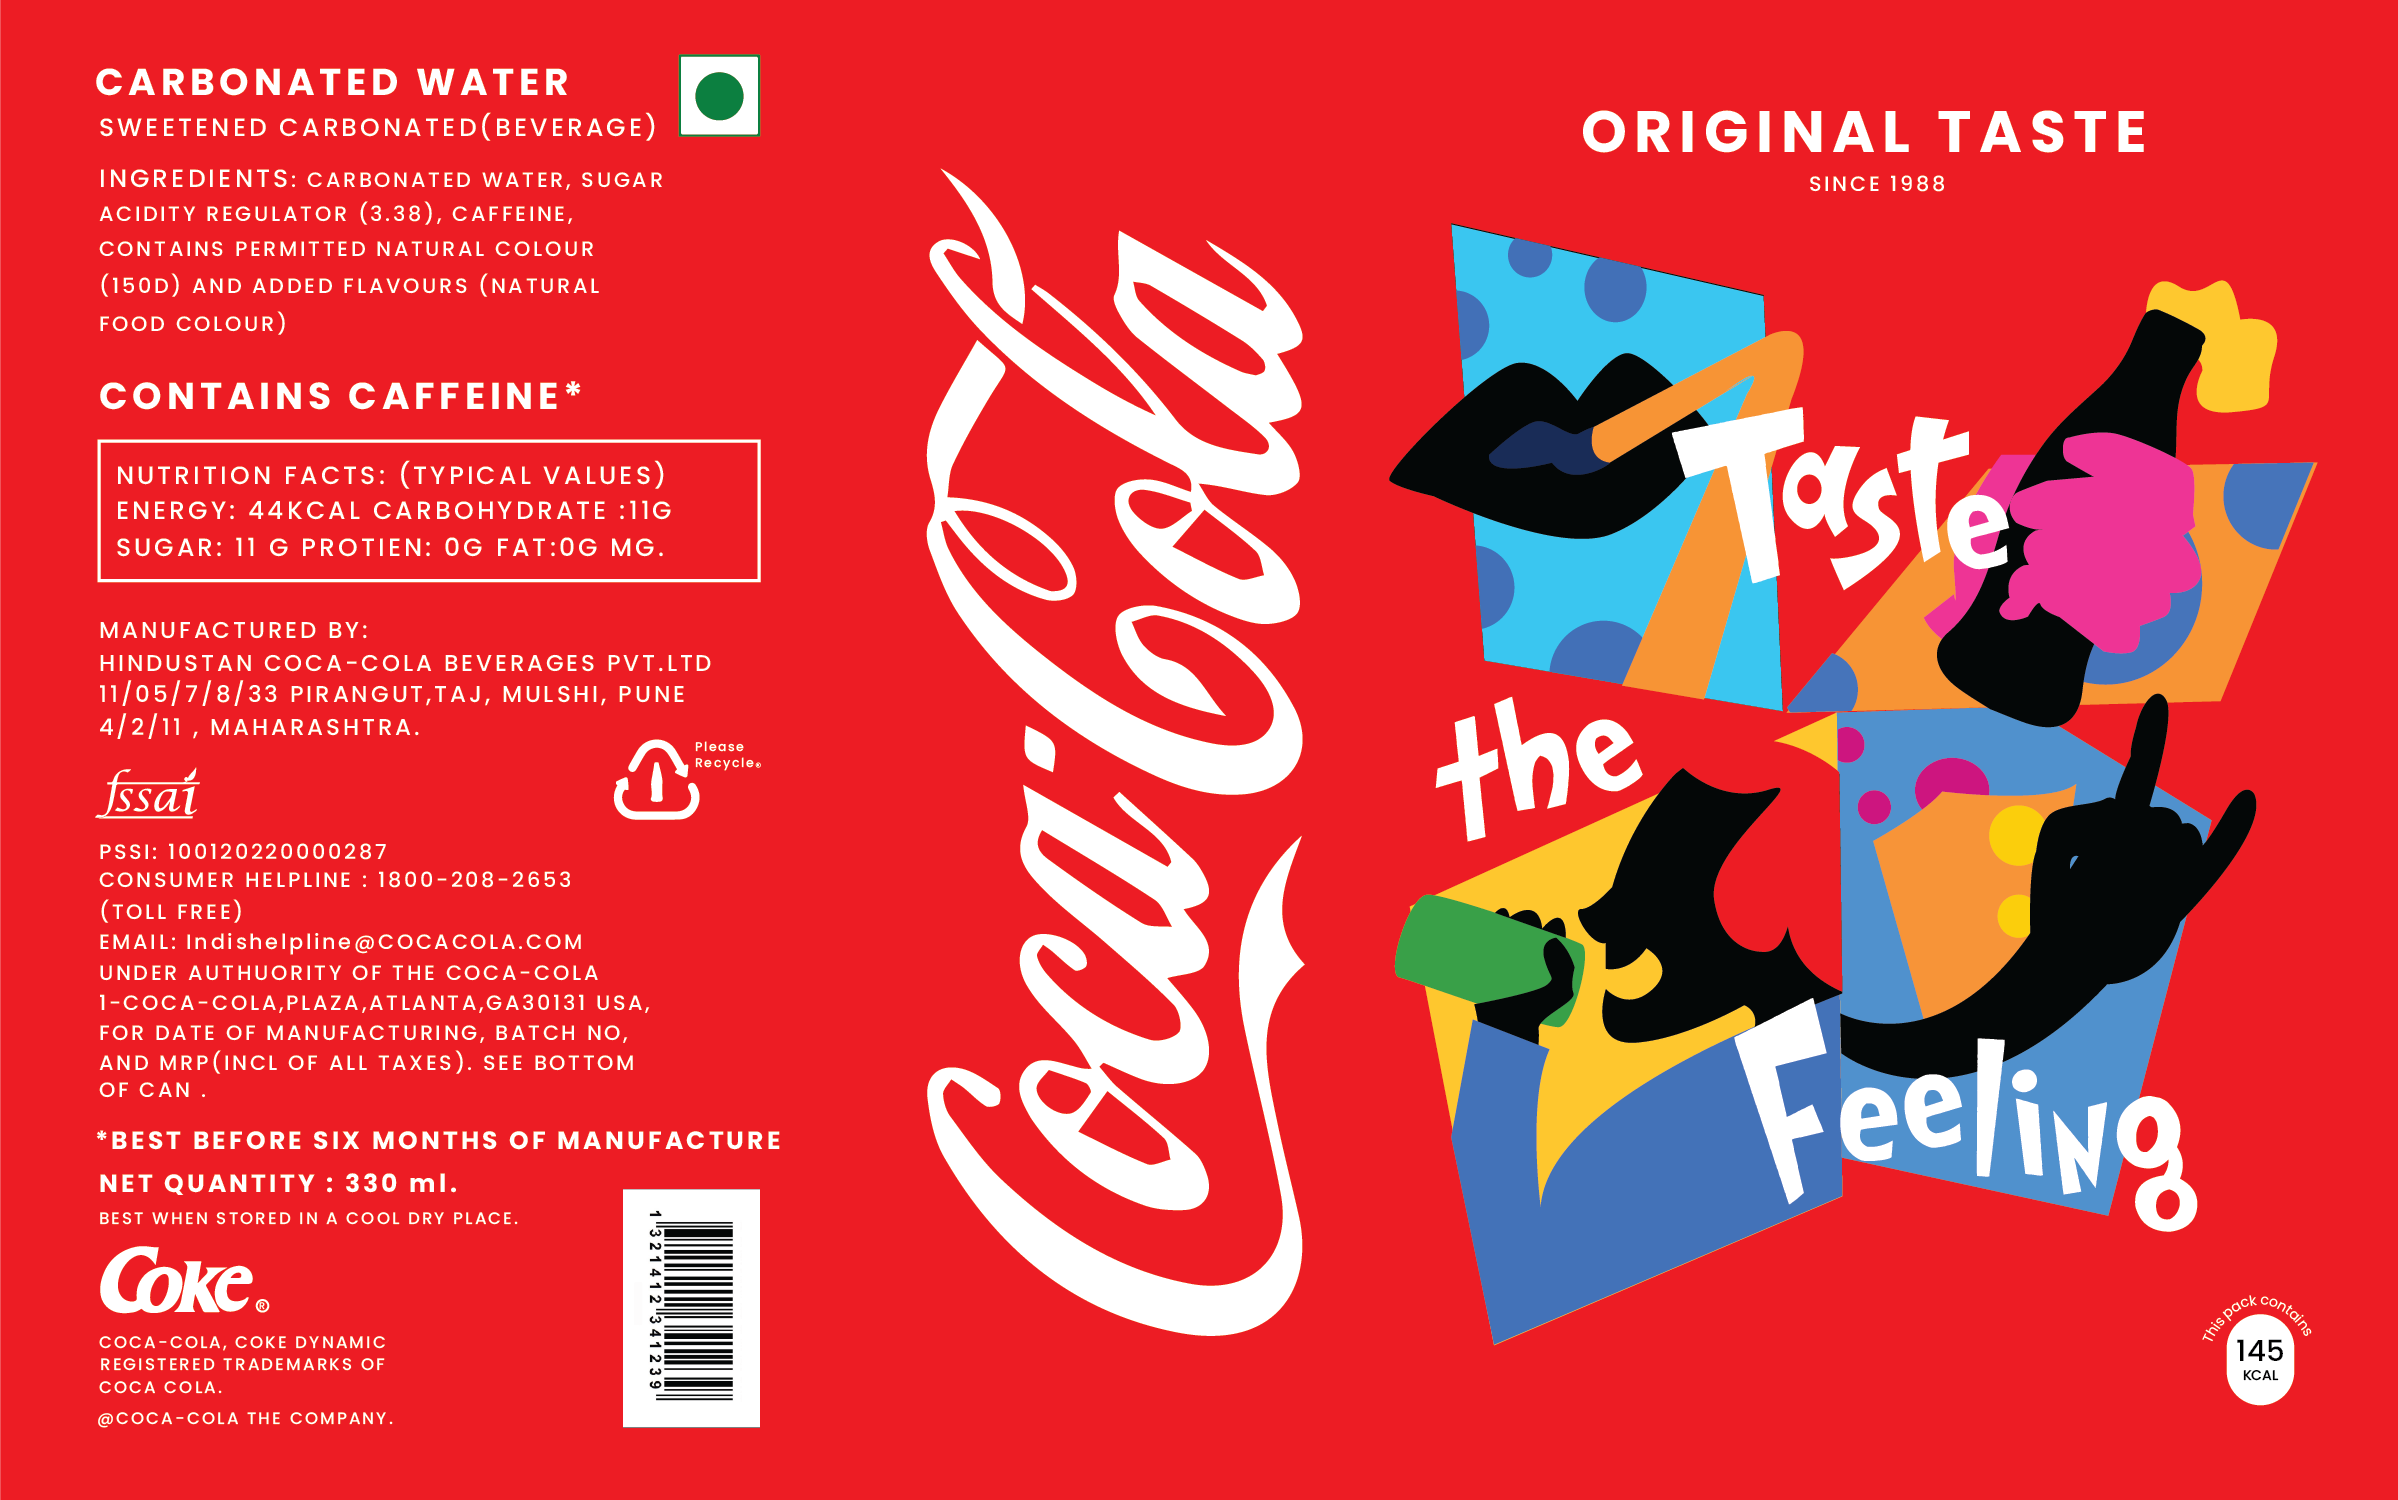 CARBONATED WATER
SWEETENED CARBONATED(BEVERAGE)
INGREDIENTS: CARBONATED WATER, SUGAR
ACIDITY REGULATOR (3.38), CAFFEINE,
CONTAINS PERMITTED NATURAL COLOUR
(150D) AND ADDED FLAVOURS (NATURAL
FOOD COLOUR)
CONTAINS CAFFEINE*
NUTRITION FACTS: (TYPICAL VALUES)
ENERGY: 44KCAL CARBOHYDRATE :11G
SUGAR: 11 G PROTIEN: 0G FAT:0G MG.
MANUFACTURED BY:
HINDUSTAN COCA-COLA BEVERAGES PVT.LTD
11/05/7/8/33 PIRANGUT,TAJ, MULSHI, PUNE
4/2/11 , MAHARASHTRA.
Please
Recycle®
fssai
PSSI: 100120220000287
CONSUMER HELPLINE : 1800-208-2653
(TOLL FREE)
EMAIL: Indishelpline@COCACOLA.COM
UNDER AUTHUORITY OF THE COCA-COLA
1-COCA-COLA,PLAZA,ATLANTA,GA30131 USA,
FOR DATE OF MANUFACTURING, BATCH NO,
AND MRP(INCL OF ALL TAXES). SEE BOTTOM
OF CAN .
*BEST BEFORE SIX MONTHS OF MANUFACTURE
NET QUANTITY : 330 ml.
BEST WHEN STORED IN A COOL DRY PLACE.
Coke®
COCA-COLA, COKE DYNAMIC
REGISTERED TRADEMARKS OF
COCA COLA.
@COCA-COLA THE COMPANY.
1 321412 341239
Coca-Cola
ORIGINAL TASTE
SINCE 1988
Taste
the
Feeling
This pack contains
145
KCAL